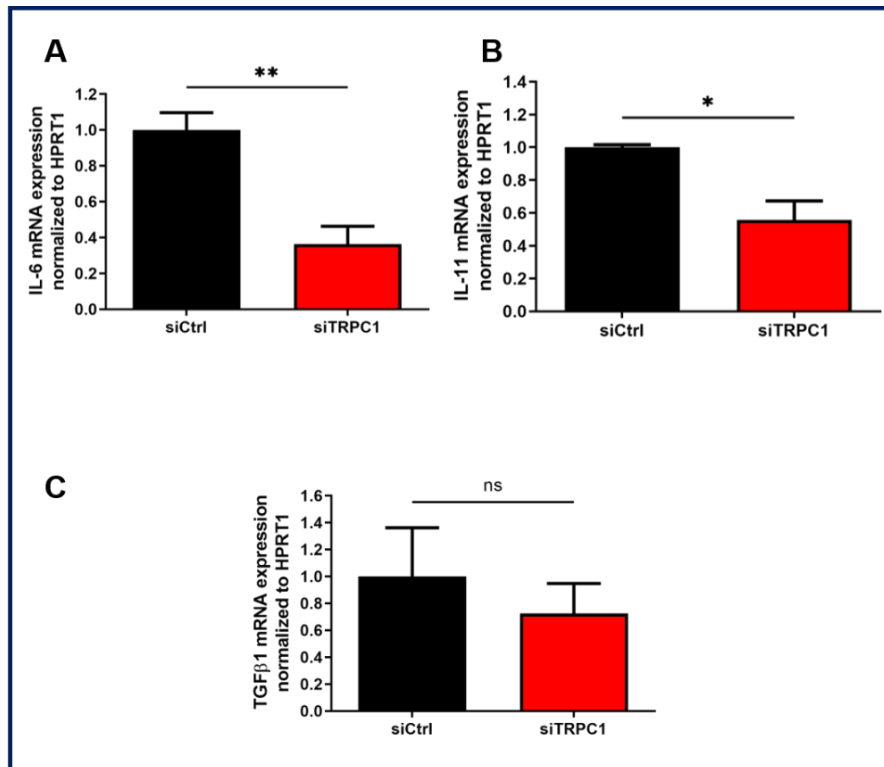 A
**
IL-6 mRNA expression
normalized to HPRT1
1.2
1.0
0.8
0.6
0.4
0.2
0.0
siCtrl
siTRPC1
B
*
IL-11 mRNA expression
normalized to HPRT1
1.4
1.2
1.0
0.8
0.6
0.4
0.2
0.0
siCtrl
siTRPC1
C
ns
TGFβ1 mRNA expression
normalized to HPRT1
1.6
1.4
1.2
1.0
0.8
0.6
0.4
0.2
0.0
siCtrl
siTRPC1